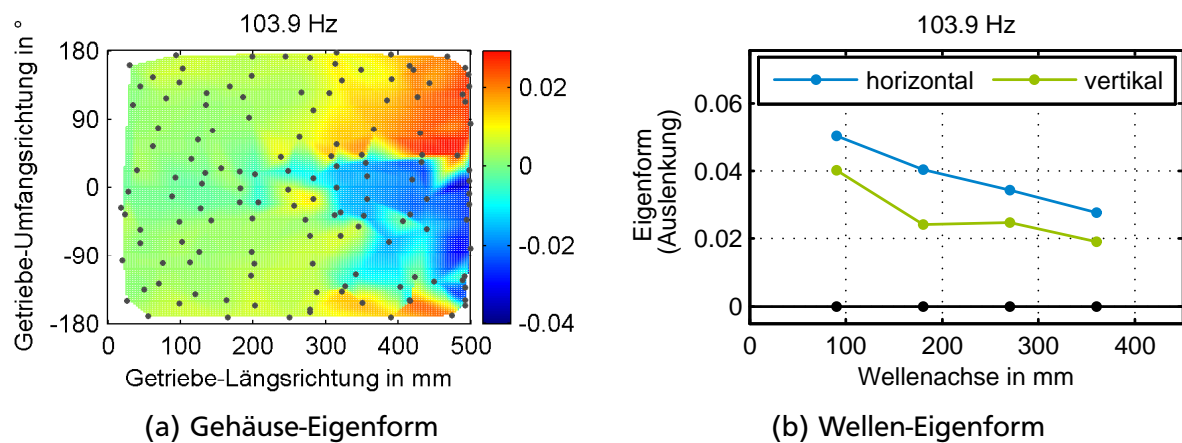 103.9 Hz
Getriebe-Umfangsrichtung in °
180
90
0
-90
-180
0 100 200 300 400 500
Getriebe-Längsrichtung in mm
0.02
0
-0.02
-0.04
(a) Gehäuse-Eigenform
103.9 Hz
horizontal vertikal
Eigenform
(Auslenkung)
0.06
0.04
0.02
0
0 100 200 300 400
Wellenachse in mm
(b) Wellen-Eigenform